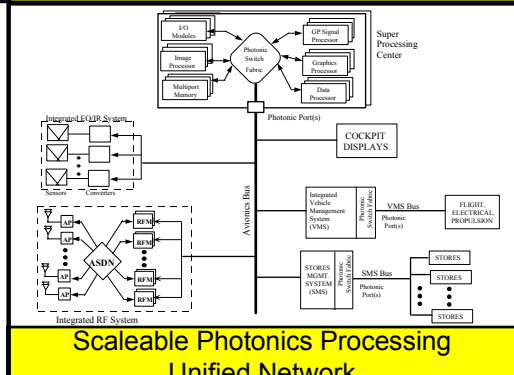 I/O
Modules
Image
Processor
Multiport
Memory
Photonic
Switch
Fabric
GP Signal
Processor
Graphics
Processor
Data
Processor
Super
Processing
Center
Photonic Port(s)
Integrated EO/IR System
Sensors
Converters
Avionics Bus
COCKPIT
DISPLAYS
Integrated
Vehicle
Management
System
(VMS)
Photonic
Switch Fabric
VMS Bus
Photonic
Port(s)
FLIGHT,
ELECTRICAL,
PROPULSION
AP
AP
AP
AP
ASDN
RFM
RFM
RFM
RFM
Integrated RF System
STORES
MGMT.
SYSTEM
(SMS)
Photonic
Switch Fabric
SMS Bus
Photonic
Port(s)
STORES
STORES
STORES
Scaleable Photonics Processing
Unified Network